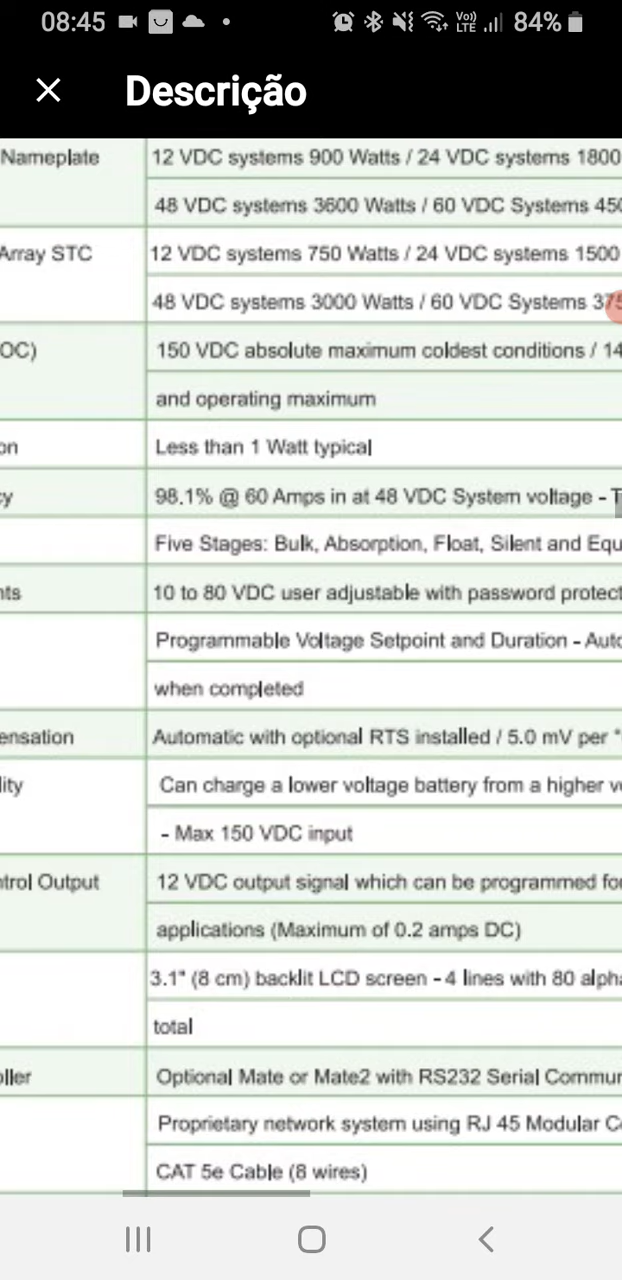 08:45 84%
Descrição
Nameplate 12 VDC systems 900 Watts / 24 VDC systems 1800
48 VDC systems 3600 Watts / 60 VDC Systems 450
Array STC 12 VDC systems 750 Watts / 24 VDC systems 1500
48 VDC systems 3000 Watts / 60 VDC Systems 375
OC) 150 VDC absolute maximum coldest conditions / 14
and operating maximum
on Less than 1 Watt typical
cy 98.1% @ 60 Amps in at 48 VDC System voltage - T
Five Stages: Bulk, Absorption, Float, Silent and Equ
nts 10 to 80 VDC user adjustable with password protect
Programmable Voltage Setpoint and Duration - Auto
when completed
ensation Automatic with optional RTS installed / 5.0 mV per °
lity Can charge a lower voltage battery from a higher v
- Max 150 VDC input
ntrol Output 12 VDC output signal which can be programmed fo
applications (Maximum of 0.2 amps DC)
3.1" (8 cm) backlit LCD screen - 4 lines with 80 alph
total
oller Optional Mate or Mate2 with RS232 Serial Commu
Proprietary network system using RJ 45 Modular C
CAT 5e Cable (8 wires)